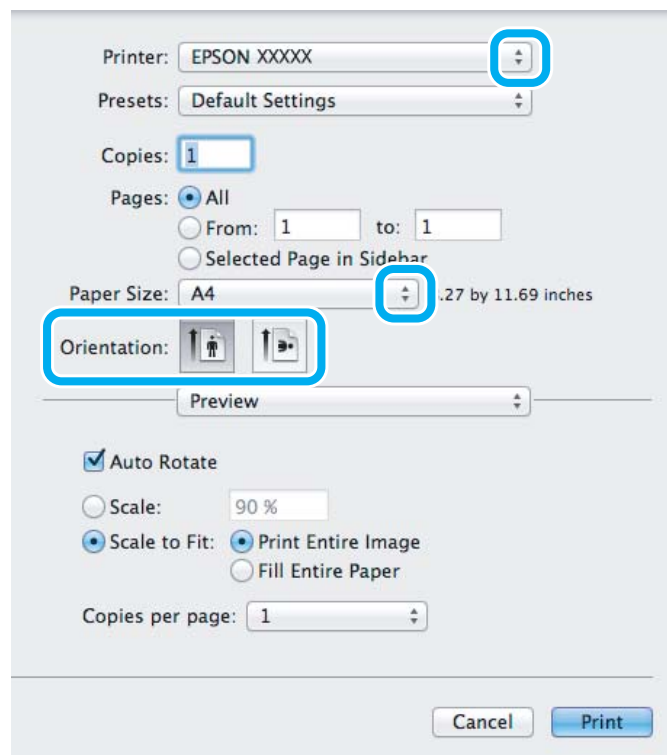 Printer: EPSON XXXXX
Presets: Default Settings
Copies: 1
Pages: All
From: 1 to: 1
Selected Page in Sidebar
Paper Size: A4 .27 by 11.69 inches
Orientation:
Preview
Auto Rotate
Scale: 90 %
Scale to Fit: Print Entire Image
Fill Entire Paper
Copies per page: 1
Cancel Print